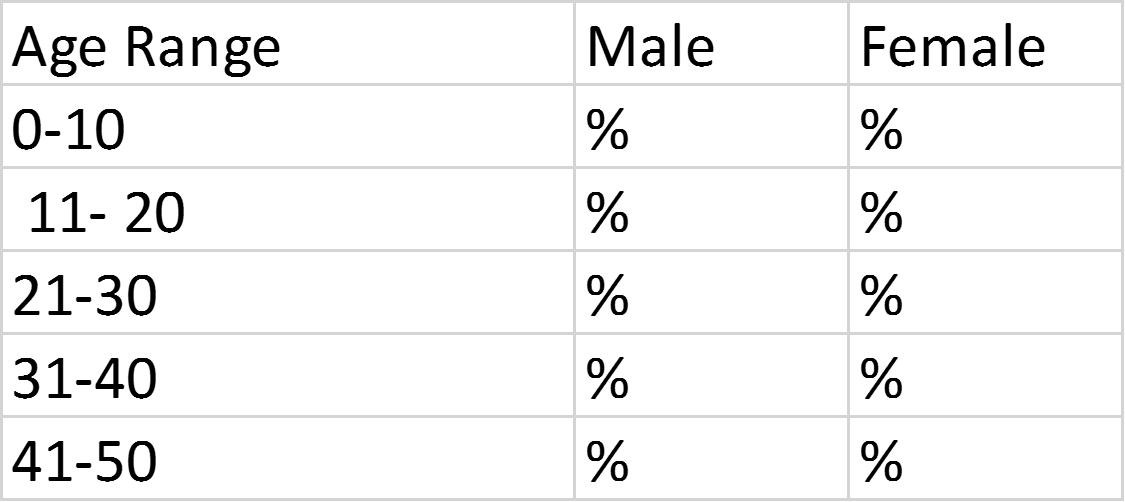 Age Range Male Female
0-10 % %
11- 20 % %
21-30 % %
31-40 % %
41-50 % %